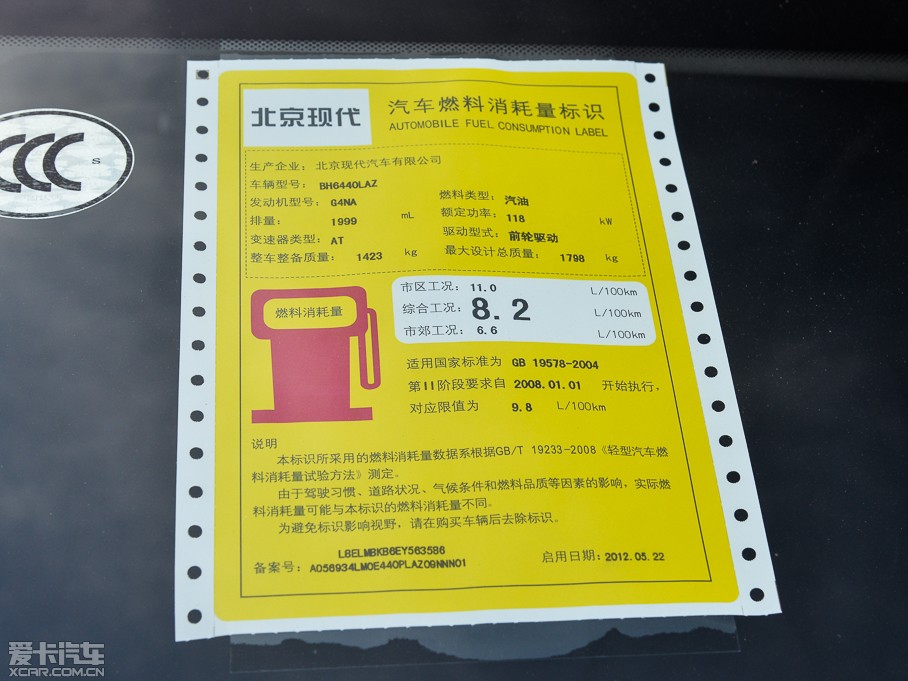 CCC
S
北京现代
汽车燃料消耗量标识
AUTOMOBILE FUEL CONSUMPTION LABEL
生产企业: 北京现代汽车有限公司
车辆型号: BH6440LAZ
发动机型号: G4NA 燃料类型: 汽油
排量: 1999 mL 额定功率: 118 kW
变速器类型: AT 驱动型式: 前轮驱动
整车整备质量: 1423 kg 最大设计总质量: 1798 kg
燃料消耗量
市区工况: 11.0 L/100km
综合工况: 8.2 L/100km
市郊工况: 6.6 L/100km
适用国家标准为 GB 19578-2004
第II阶段要求自 2008.01.01 开始执行,
对应限值为 9.8 L/100km
说明
本标识所采用的燃料消耗量数据系根据GB/T 19233-2008《轻型汽车燃
料消耗量试验方法》测定。
由于驾驶习惯、道路状况、气候条件和燃料品质等因素的影响,实际燃
料消耗量可能与本标识的燃料消耗量不同。
为避免标识影响视野,请在购买车辆后去除标识。
L6ELMBKB6EY563586
备案号: A056934LM0E440PLAZ09NNN01 启用日期: 2012.05.22
爱卡汽车
XCAR.COM.CN